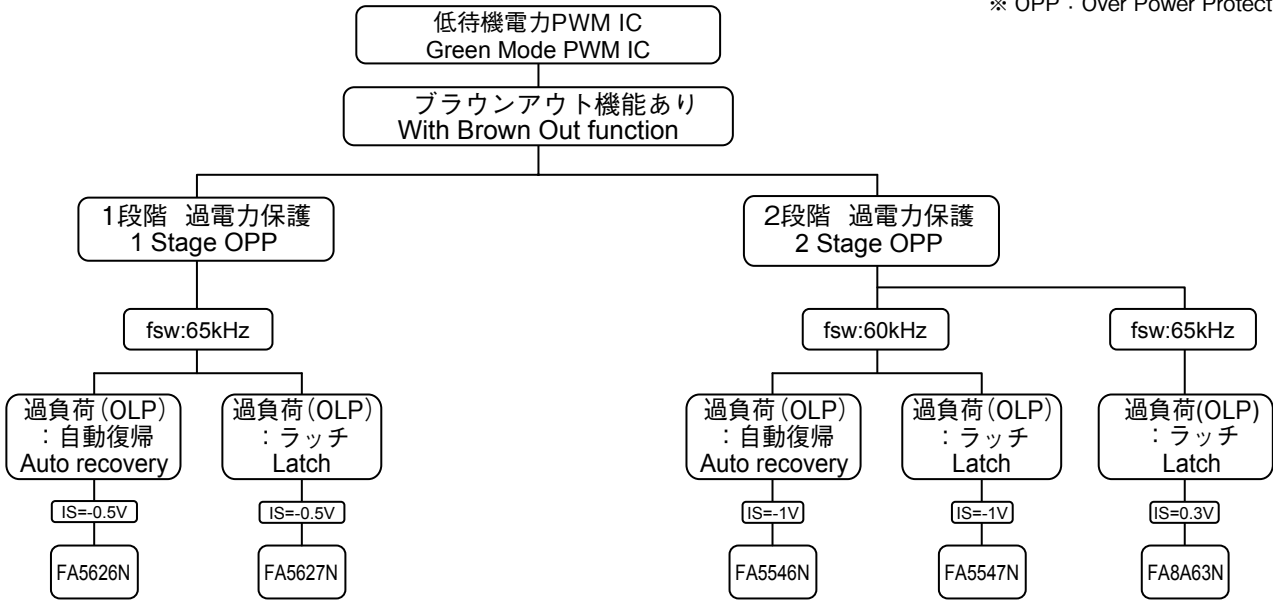 ※ OPP：Over Power Protect
低待機電力PWM IC
Green Mode PWM IC
ブラウンアウト機能あり
With Brown Out function
1段階 過電力保護
1 Stage OPP
2段階 過電力保護
2 Stage OPP
fsw:65kHz
fsw:60kHz
fsw:65kHz
過負荷（OLP）
：自動復帰
Auto recovery
過負荷（OLP）
：ラッチ
Latch
過負荷（OLP）
：自動復帰
Auto recovery
過負荷（OLP）
：ラッチ
Latch
過負荷(OLP)
：ラッチ
Latch
IS=-0.5V
IS=-0.5V
IS=-1V
IS=-1V
IS=0.3V
FA5626N
FA5627N
FA5546N
FA5547N
FA8A63N